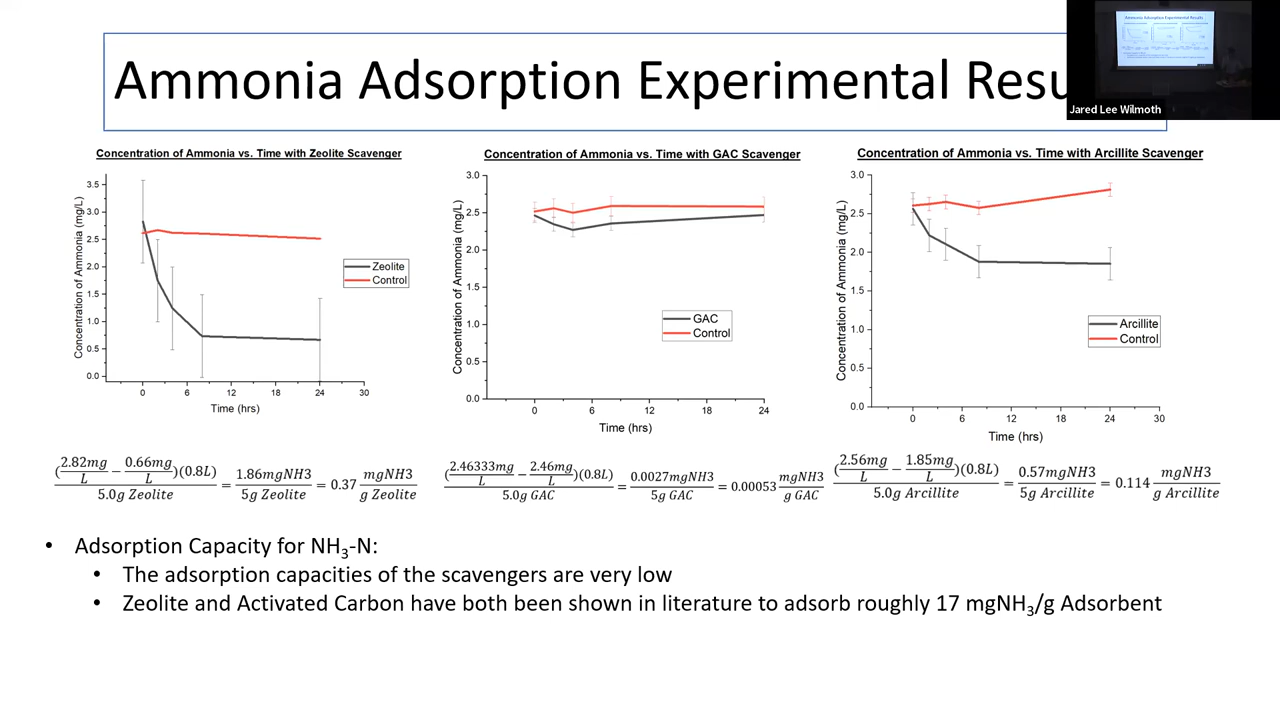 Ammonia Adsorption Experimental Resu
Jared Lee Wilmoth
Concentration of Ammonia vs. Time with Zeolite Scavenger
Concentration of Ammonia (mg/L)
3.5
3.0
2.5
2.0
1.5
1.0
0.5
0.0
Zeolite
Control
0 6 12 18 24 30
Time (hrs)
Concentration of Ammonia vs. Time with GAC Scavenger
Concentration of Ammonia (mg/L)
3.0
2.5
2.0
1.5
1.0
0.5
0.0
GAC
Control
0 6 12 18 24
Time (hrs)
Concentration of Ammonia vs. Time with Arcillite Scavenger
Concentration of Ammonia (mg/L)
3.0
2.5
2.0
1.5
1.0
0.5
0.0
Arcillite
Control
0 6 12 18 24 30
Time (hrs)
(2.82mg/L − 0.66mg/L)(0.8L) / 5.0g Zeolite = 1.86mgNH3 / 5g Zeolite = 0.37 mgNH3 / g Zeolite
(2.46333mg/L − 2.46mg/L)(0.8L) / 5.0g GAC = 0.0027mgNH3 / 5g GAC = 0.00053 mgNH3 / g GAC
(2.56mg/L − 1.85mg/L)(0.8L) / 5.0g Arcillite = 0.57mgNH3 / 5g Arcillite = 0.114 mgNH3 / g Arcillite
• Adsorption Capacity for NH3-N:
• The adsorption capacities of the scavengers are very low
• Zeolite and Activated Carbon have both been shown in literature to adsorb roughly 17 mgNH3/g Adsorbent